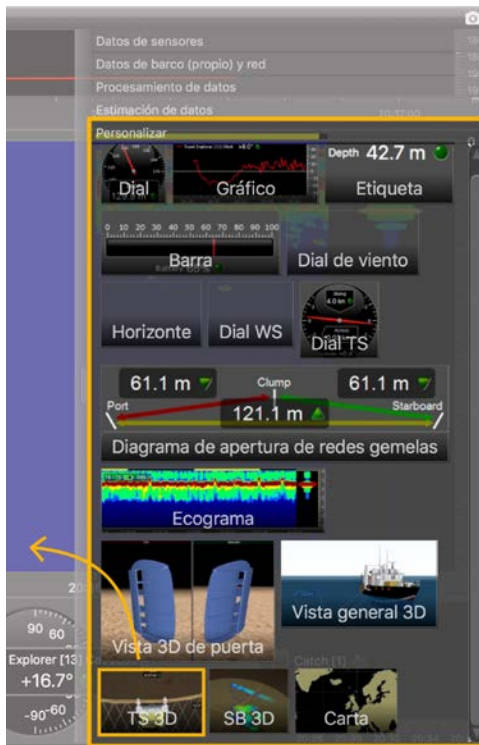 Datos de sensores
Datos de barco (propio) y red
Procesamiento de datos
Estimación de datos
Personalizar
Depth 42.7 m
Dial
Gráfico
Etiqueta
0 10 20 30 40 50 60 70 80 90 100
Barra
Dial de viento
Horizonte
Dial WS
Dial TS
61.1 m
Clump
61.1 m
Port
121.1 m
Starboard
Diagrama de apertura de redes gemelas
Ecograma
Vista 3D de puerta
Vista general 3D
90 60
Explorer [13]
Catch [1]
+16.7°
-90 -60
TS 3D
SB 3D
Carta